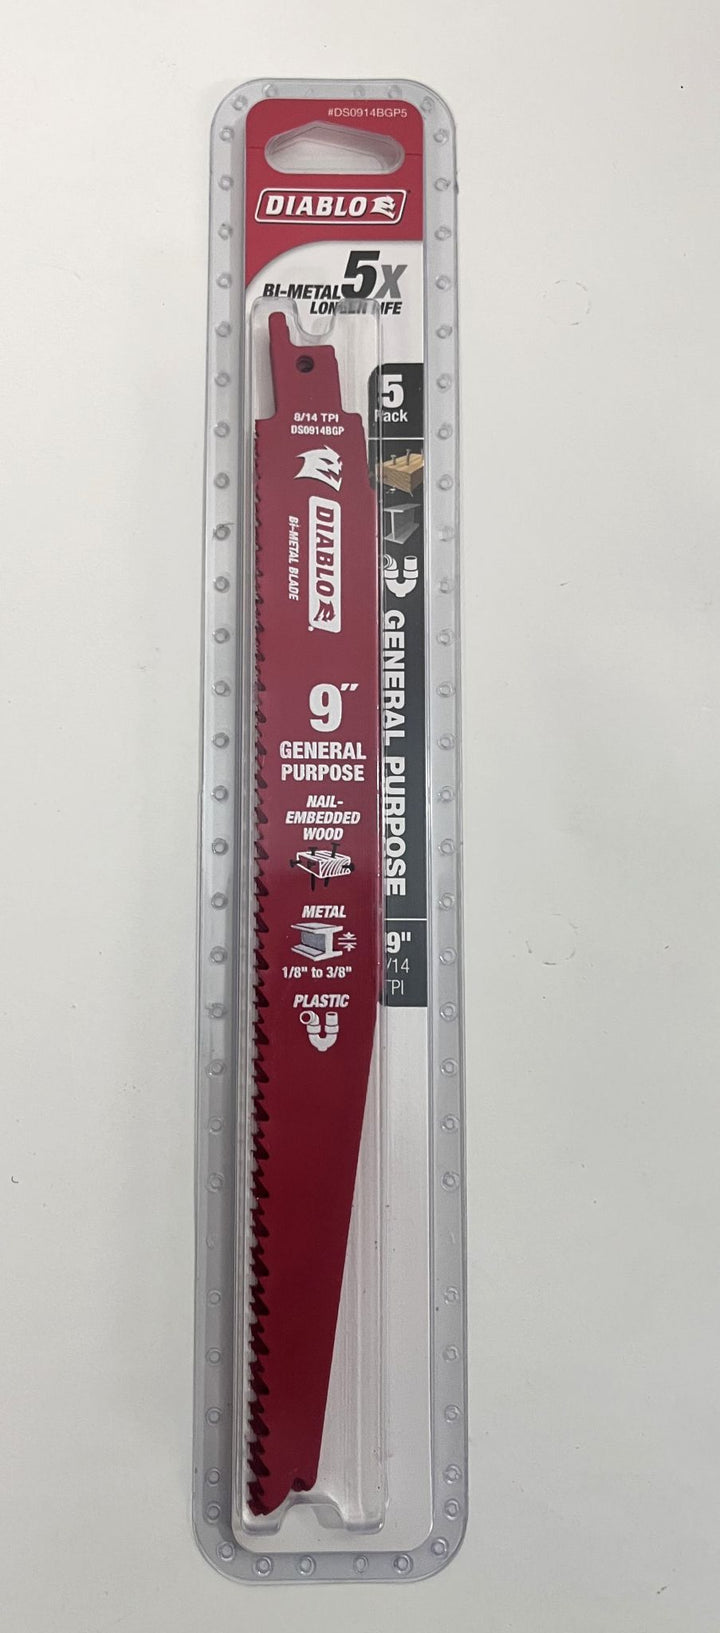 #DS0914BGP5
DIABLO
BI-METAL 5X
LONGER LIFE
5
Pack
8/14 TPI
DS0914BGP
DIABLO
BI-METAL BLADE
GENERAL PURPOSE
9"
GENERAL
PURPOSE
NAIL-
EMBEDDED
WOOD
METAL
1/8" to 3/8"
PLASTIC
9"
/14
TPI